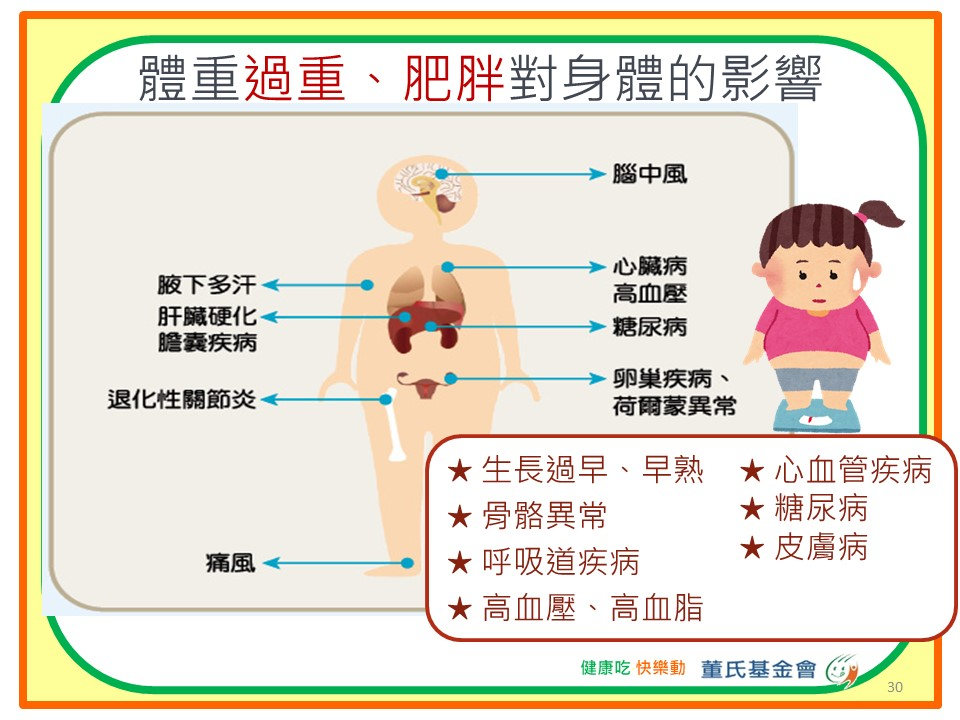 體重過重、肥胖對身體的影響
腦中風
心臟病
高血壓
糖尿病
卵巢疾病、
荷爾蒙異常
腋下多汗
肝臟硬化
膽囊疾病
退化性關節炎
痛風
★ 生長過早、早熟
★ 骨骼異常
★ 呼吸道疾病
★ 高血壓、高血脂
★ 心血管疾病
★ 糖尿病
★ 皮膚病
健康吃 快樂動 董氏基金會
30